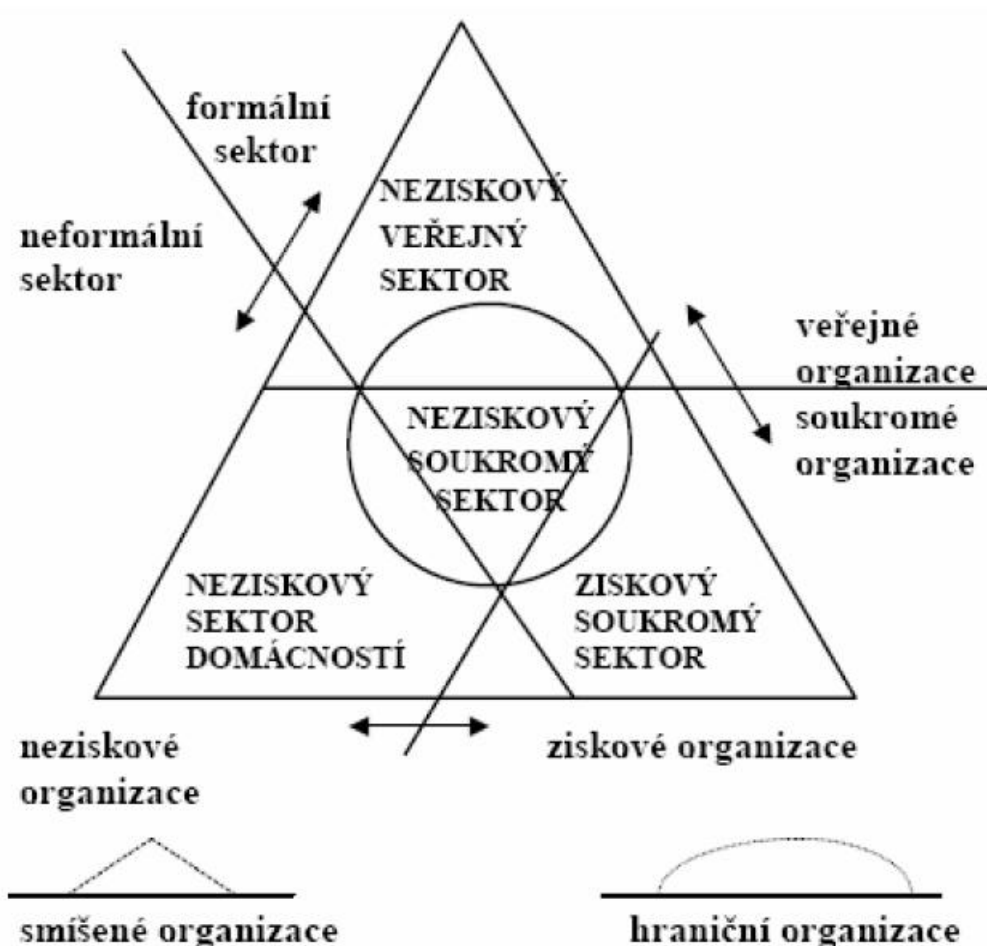 formální
sektor
neformální
sektor
NEZISKOVÝ
VEŘEJNÝ
SEKTOR
veřejné
organizace
soukromé
organizace
NEZISKOVÝ
SOUKROMÝ
SEKTOR
NEZISKOVÝ
SEKTOR
DOMÁCNOSTÍ
ZISKOVÝ
SOUKROMÝ
SEKTOR
neziskové
organizace
ziskové organizace
smíšené organizace
hraniční organizace